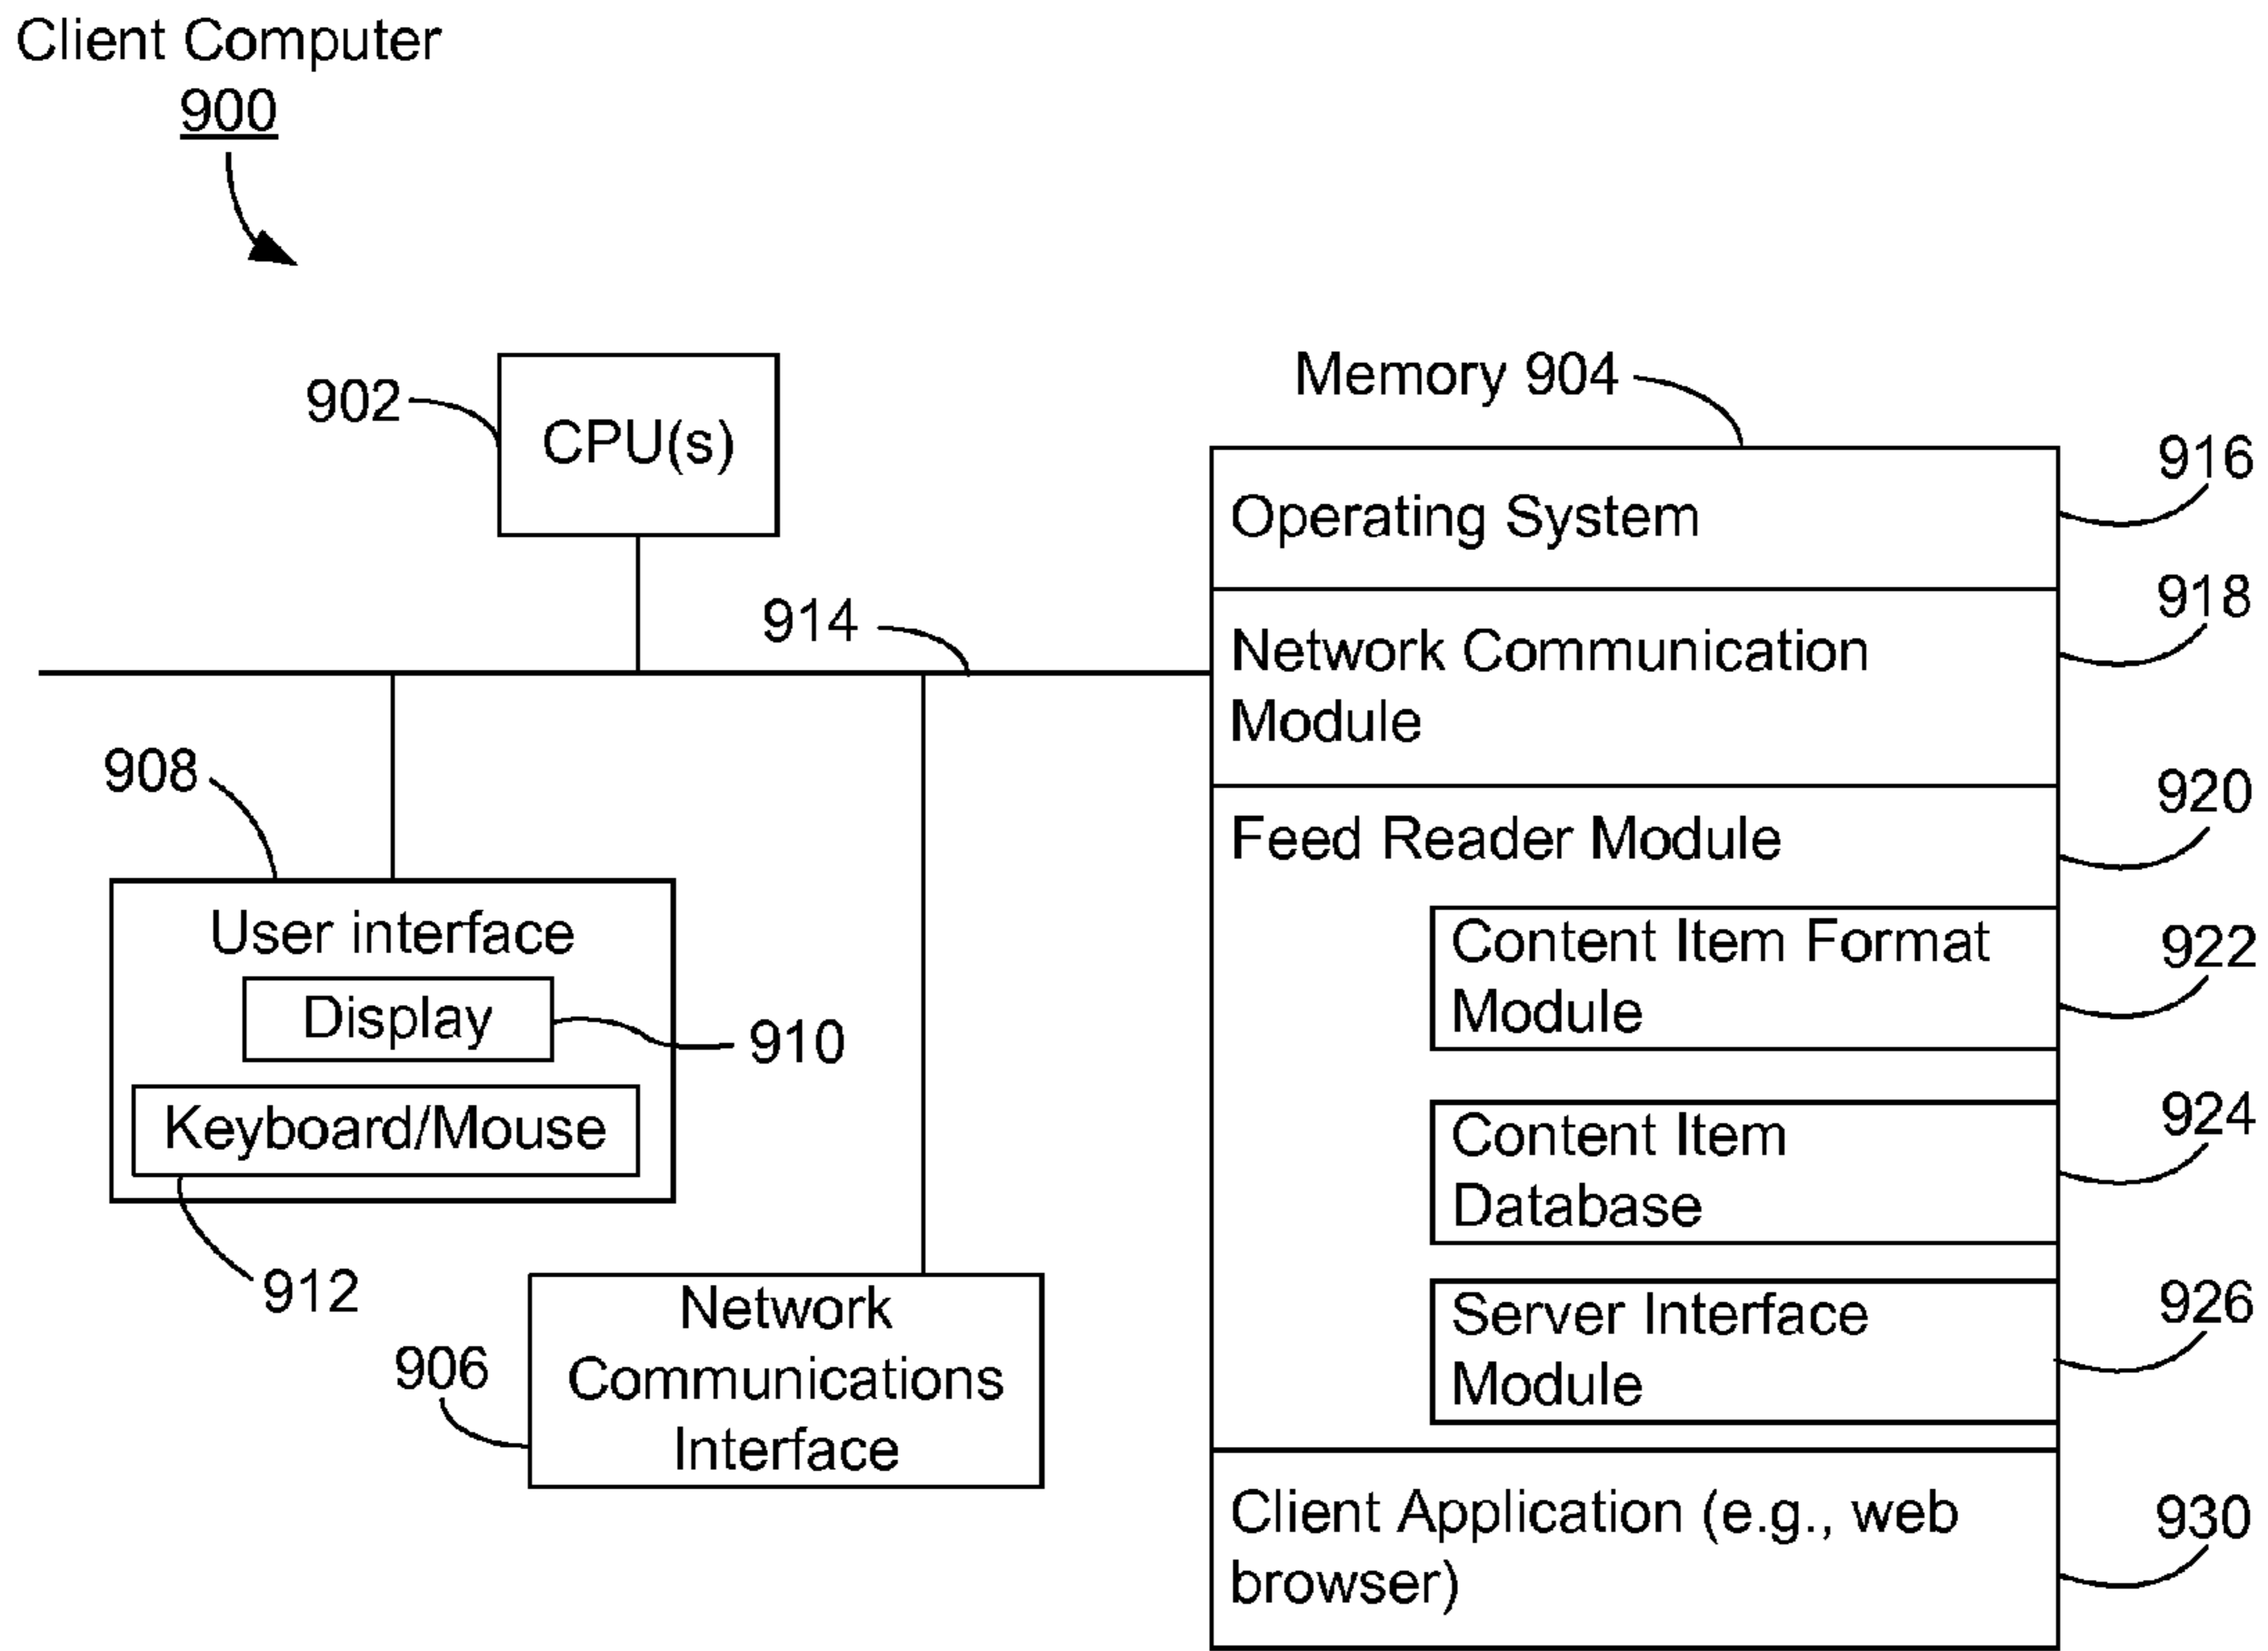 Client Computer
900
902
CPU(s)
914
908
User interface
Display
910
Keyboard/Mouse
912
906
Network
Communications
Interface
Memory 904
Operating System
916
Network Communication
Module
918
Feed Reader Module
920
Content Item Format
Module
922
Content Item
Database
924
Server Interface
Module
926
Client Application (e.g., web
browser)
930